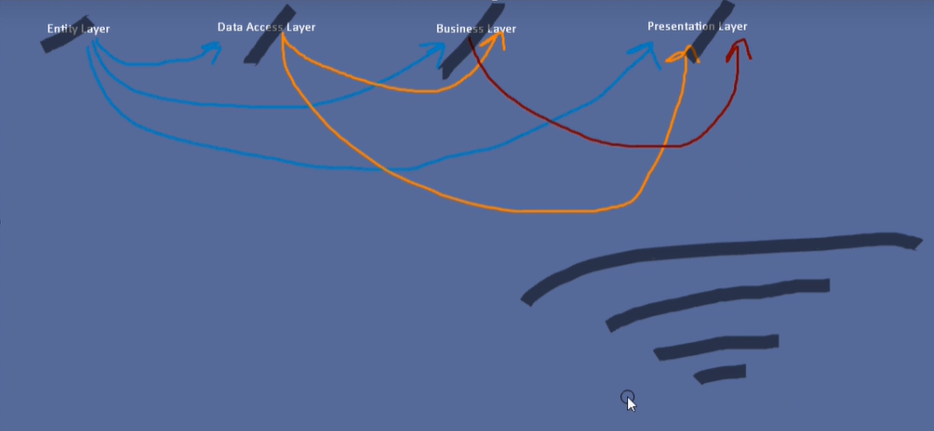 Entity Layer
Data Access Layer
Business Layer
Presentation Layer